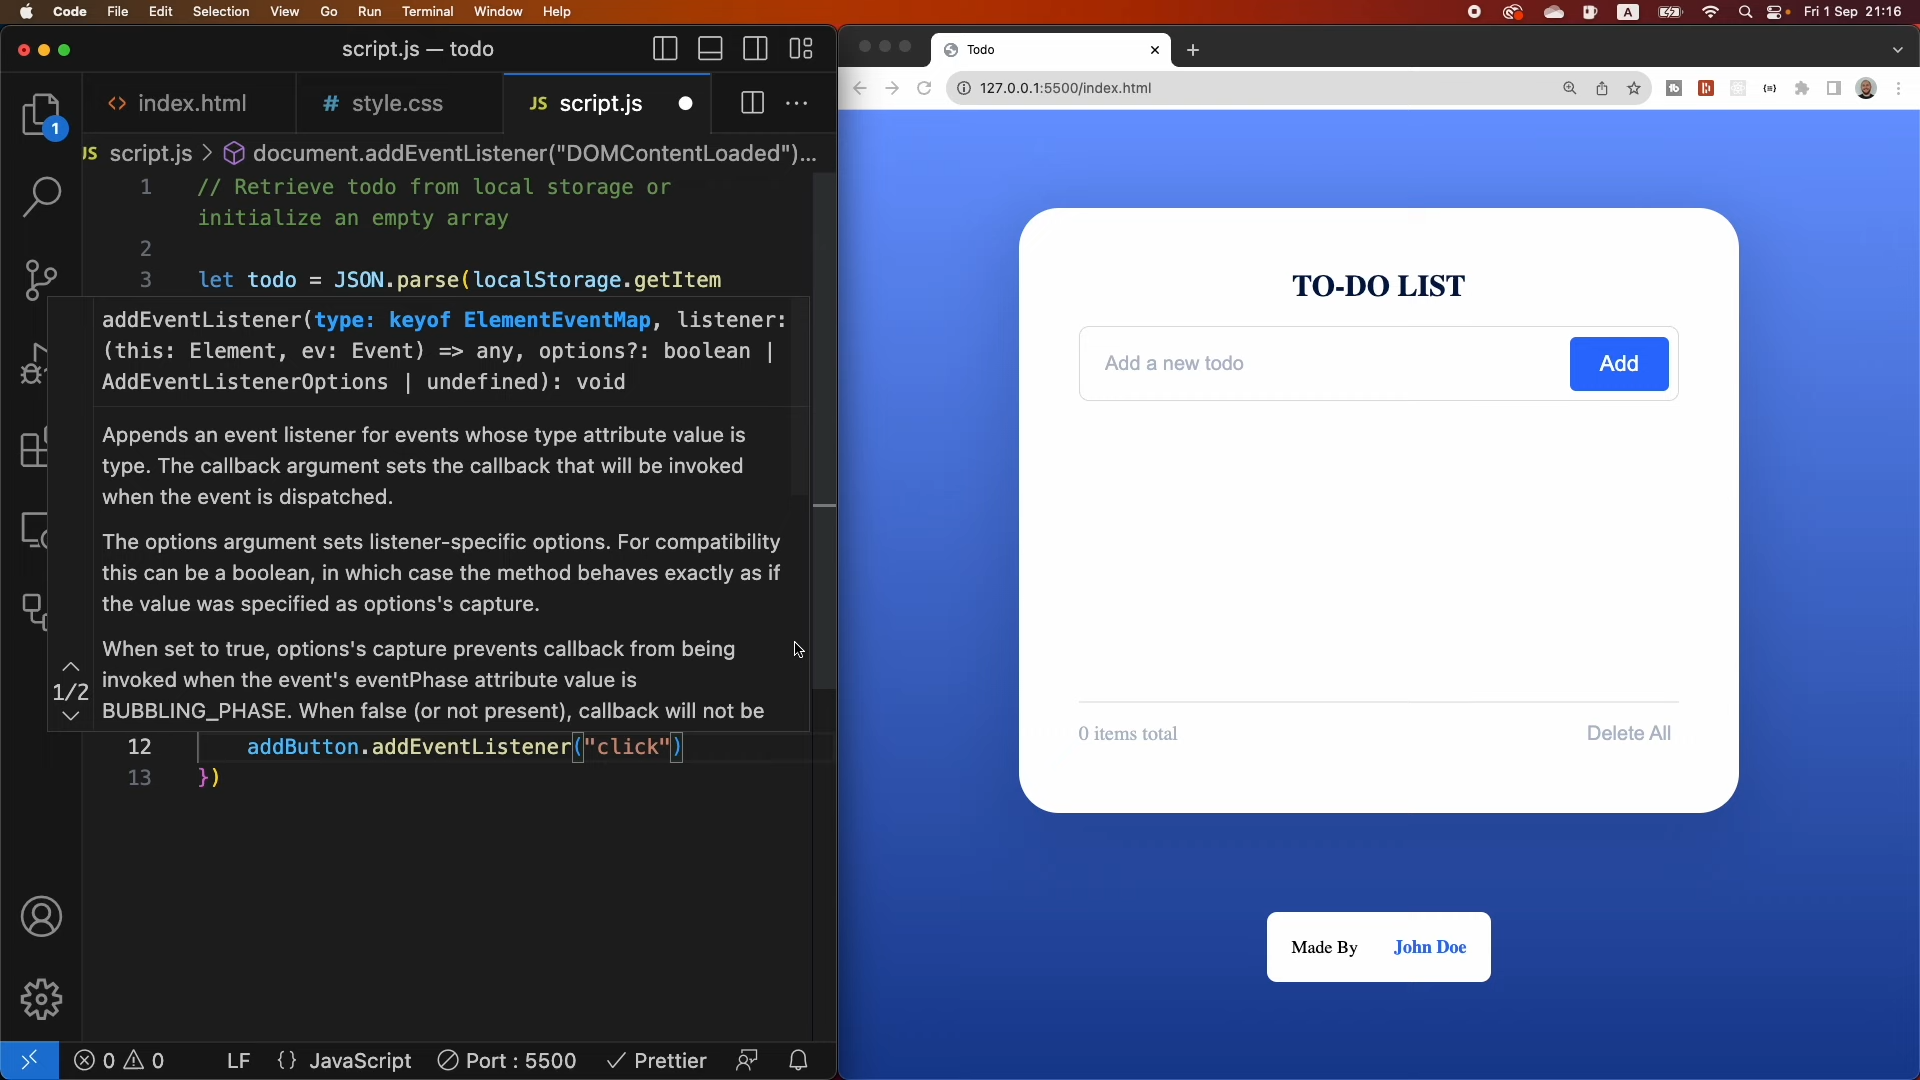 Code File Edit Selection View Go Run Terminal Window Help
A
Fri 1 Sep 21:16
script.js — todo
index.html
# style.css
JS script.js
1
JS script.js > document.addEventListener("DOMContentLoaded")...
1 // Retrieve todo from local storage or
initialize an empty array
2
3 let todo = JSON.parse(localStorage.getItem
addEventListener(type: keyof ElementEventMap, listener:
(this: Element, ev: Event) => any, options?: boolean |
AddEventListenerOptions | undefined): void
Appends an event listener for events whose type attribute value is
type. The callback argument sets the callback that will be invoked
when the event is dispatched.
The options argument sets listener-specific options. For compatibility
this can be a boolean, in which case the method behaves exactly as if
the value was specified as options's capture.
When set to true, options's capture prevents callback from being
invoked when the event's eventPhase attribute value is
BUBBLING_PHASE. When false (or not present), callback will not be
1/2
12 addButton.addEventListener("click")
13 })
0 0 LF {} JavaScript Port : 5500 Prettier
Todo
127.0.0.1:5500/index.html
TO-DO LIST
Add a new todo
Add
0 items total
Delete All
Made By John Doe